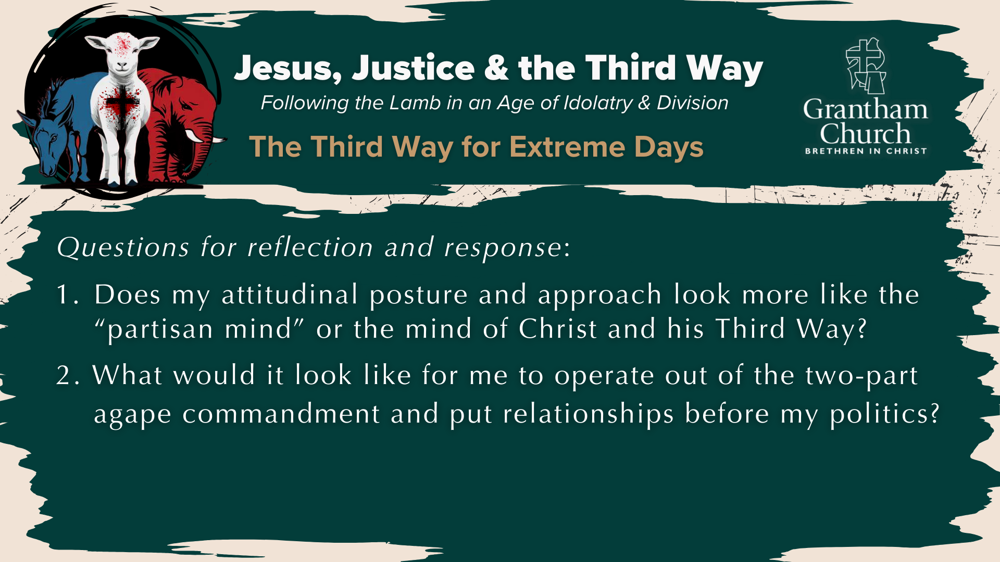 Jesus, Justice & the Third Way
Following the Lamb in an Age of Idolatry & Division
The Third Way for Extreme Days
Grantham
Church
BRETHREN IN CHRIST
Questions for reflection and response:
1. Does my attitudinal posture and approach look more like the
“partisan mind” or the mind of Christ and his Third Way?
2. What would it look like for me to operate out of the two-part
agape commandment and put relationships before my politics?